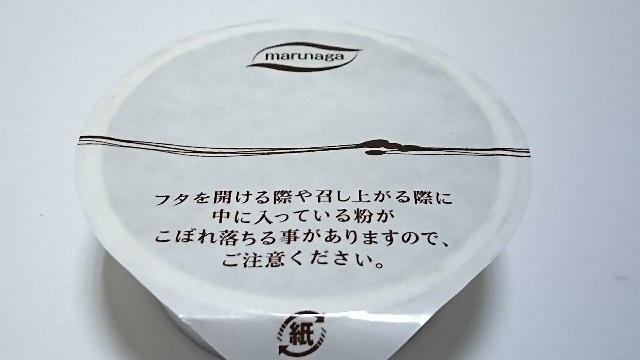 marunaga
フタを開ける際や召し上がる際に
中に入っている粉が
こぼれ落ちる事がありますので、
ご注意ください。
紙